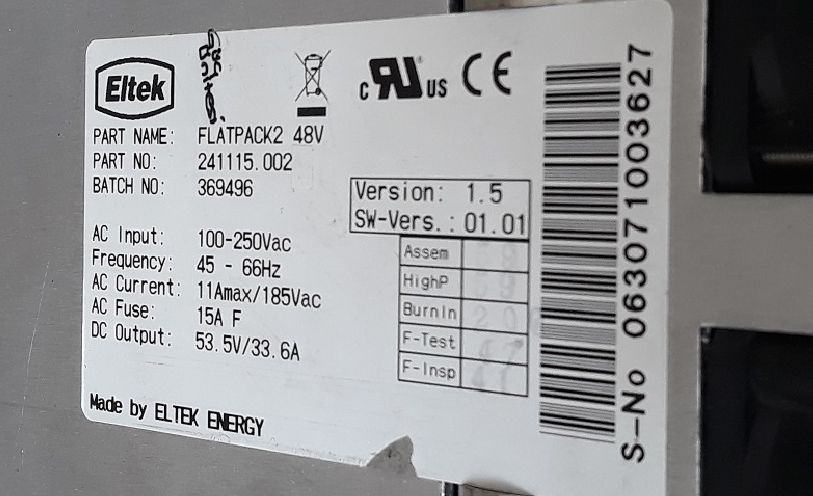 Eltek
c RU US CE
PART NAME: FLATPACK2 48V
PART NO: 241115.002
BATCH NO: 369496
Version: 1.5
SW-Vers.: 01.01
AC Input: 100-250Vac
Frequency: 45 - 66Hz
AC Current: 11Amax/185Vac
AC Fuse: 15A F
DC Output: 53.5V/33.6A
Assem
HighP
BurnIn
F-Test
F-Insp
Made by ELTEK ENERGY
S-No 063071003627